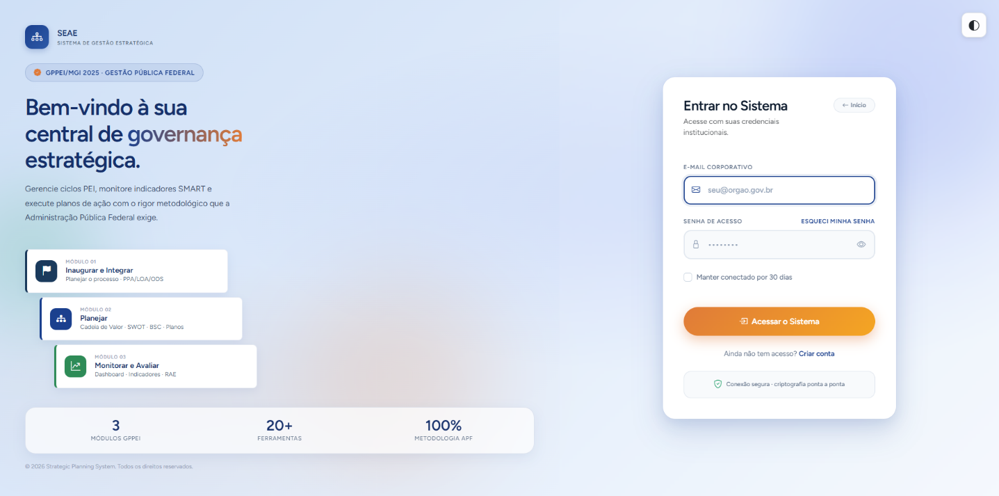 SEAE
SISTEMA DE GESTÃO ESTRATÉGICA
GPPEI/MGI 2025 · GESTÃO PÚBLICA FEDERAL
Bem-vindo à sua
central de governança
estratégica.
Gerencie ciclos PEI, monitore indicadores SMART e
execute planos de ação com o rigor metodológico que a
Administração Pública Federal exige.
MÓDULO 01
Inaugurar e Integrar
Planejar o processo · PPA/LOA/ODS
MÓDULO 02
Planejar
Cadeia de Valor · SWOT · BSC · Planos
MÓDULO 03
Monitorar e Avaliar
Dashboard · Indicadores · RAE
3
MÓDULOS GPPEI
20+
FERRAMENTAS
100%
METODOLOGIA APF
© 2026 Strategic Planning System. Todos os direitos reservados.
Entrar no Sistema
← Início
Acesse com suas credenciais
institucionais.
E-MAIL CORPORATIVO
seu@orgao.gov.br
SENHA DE ACESSO
ESQUECI MINHA SENHA
••••••••
Manter conectado por 30 dias
Acessar o Sistema
Ainda não tem acesso? Criar conta
Conexão segura · criptografia ponta a ponta